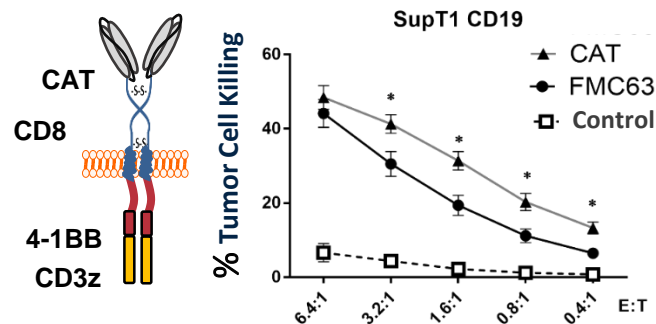 CAT
-S-S-
CD8
-S-S-
4-1BB
CD3z
SupT1 CD19
% Tumor Cell Killing
60
40
20
0
* * * *
CAT
FMC63
Control
6.4:1 3.2:1 1.6:1 0.8:1 0.4:1 E:T